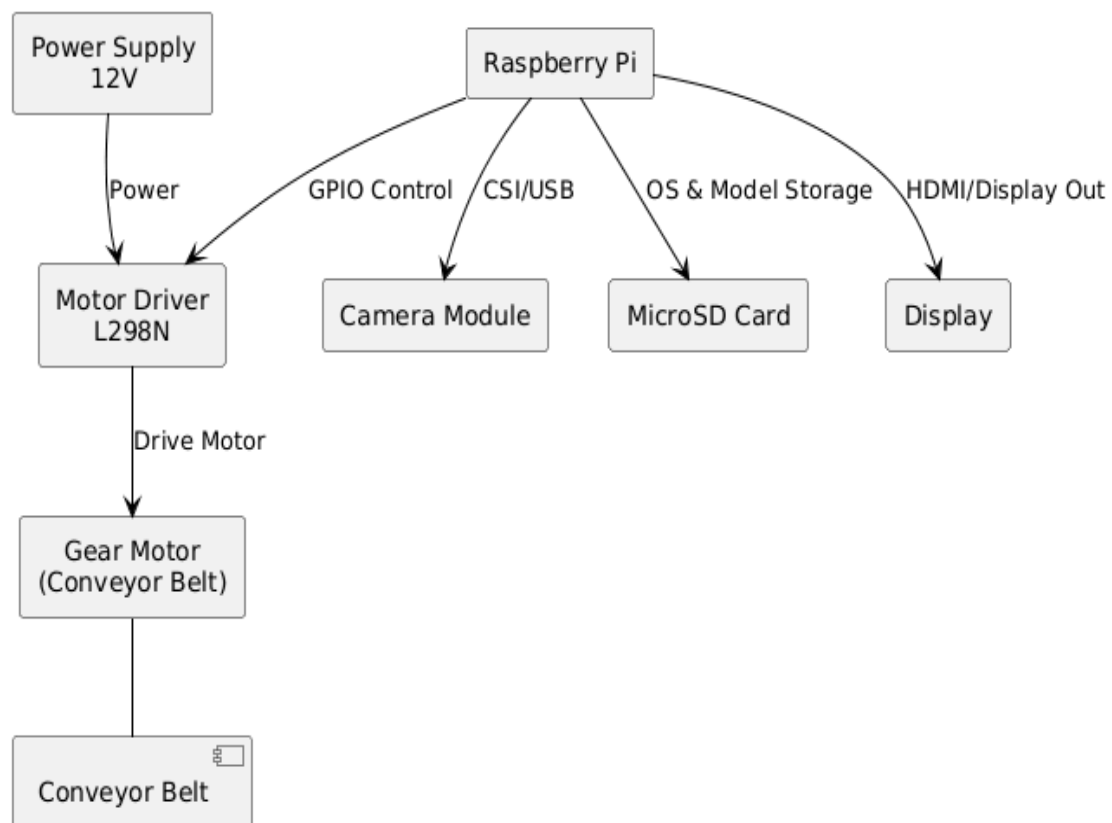 Power Supply
12V
Raspberry Pi
Power
GPIO Control
CSI/USB
OS & Model Storage
HDMI/Display Out
Motor Driver
L298N
Camera Module
MicroSD Card
Display
Drive Motor
Gear Motor
(Conveyor Belt)
Conveyor Belt